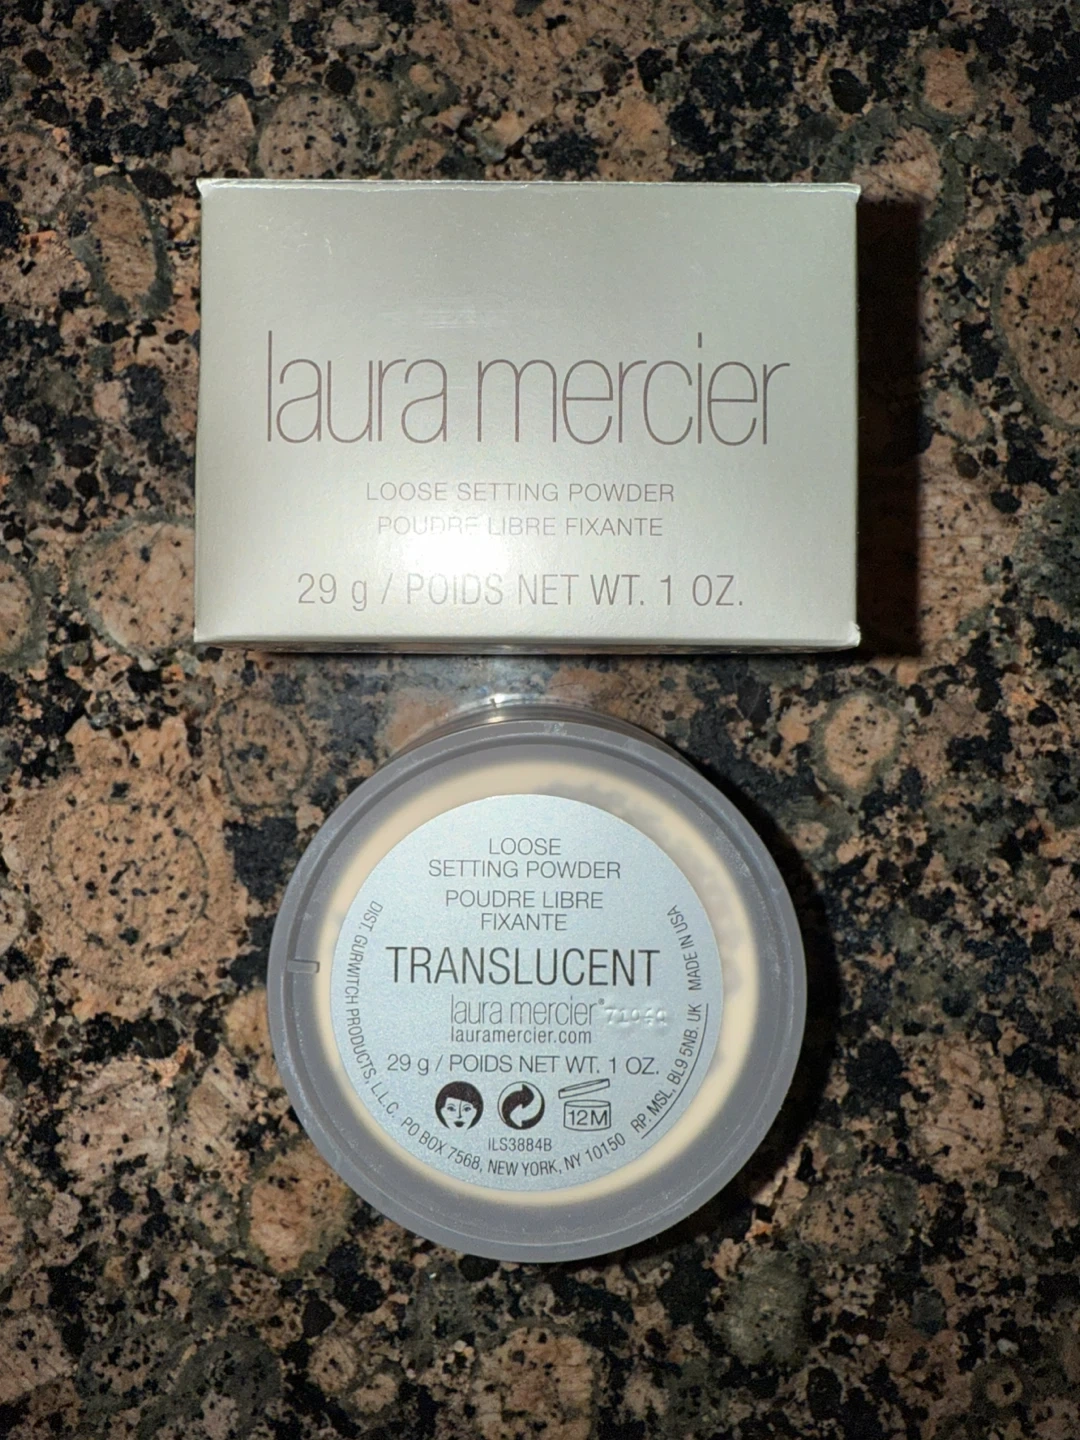 laura mercier
LOOSE SETTING POWDER
POUDRE LIBRE FIXANTE
29 g / POIDS NET WT. 1 OZ.
LOOSE
SETTING POWDER
POUDRE LIBRE
FIXANTE
TRANSLUCENT
laura mercier®
lauramercier.com
29 g / POIDS NET WT. 1 OZ.
12M
ILS3884B
DIST. GURWITCH PRODUCTS, L.L.C. PO BOX 7568, NEW YORK, NY 10150 RP. MSL. BL9 5NB. UK MADE IN USA